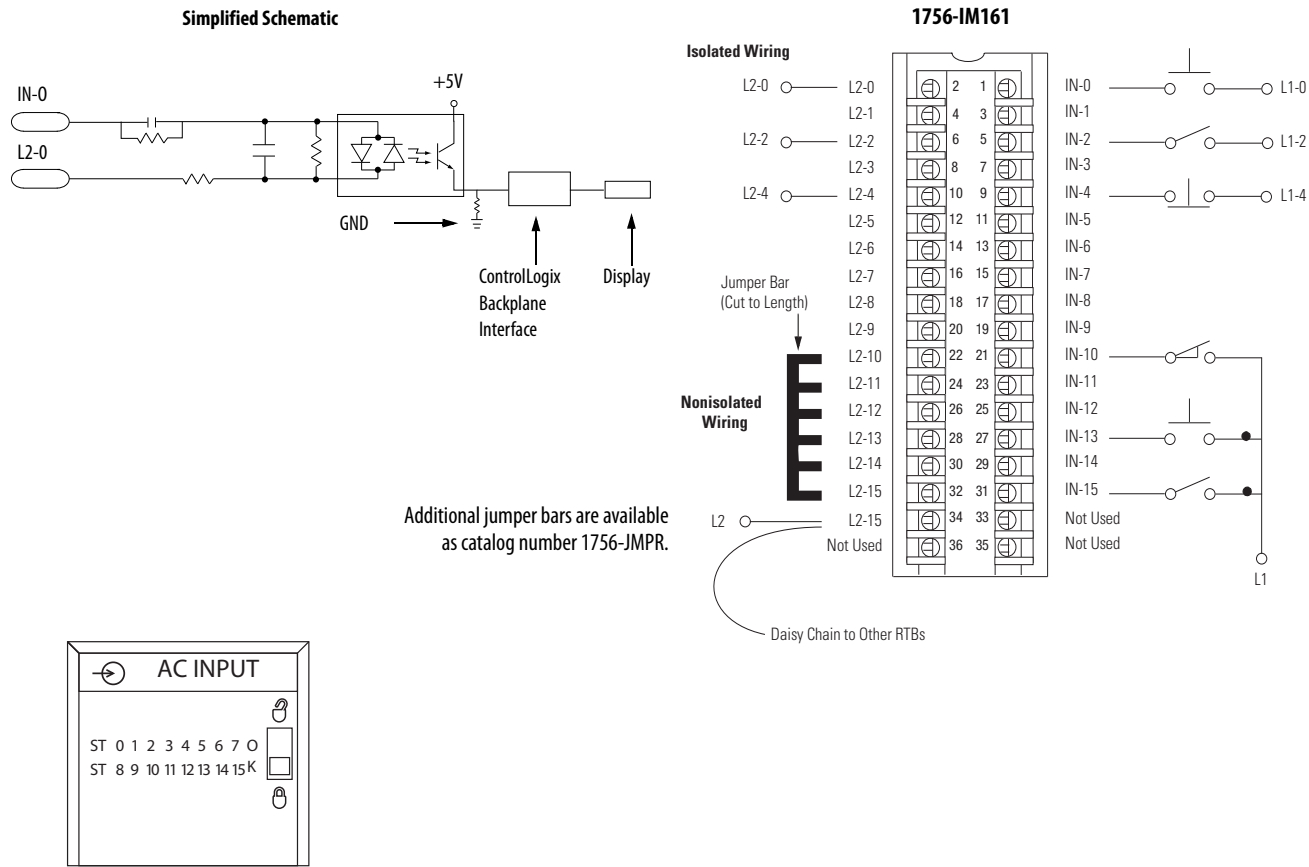 Simplified Schematic
IN-0
L2-0
+5V
GND
ControlLogix
Backplane
Interface
Display
1756-IM161
Isolated Wiring
L2-0 L2-0 2 1 IN-0 L1-0
L2-1 4 3 IN-1
L2-2 L2-2 6 5 IN-2 L1-2
L2-3 8 7 IN-3
L2-4 L2-4 10 9 IN-4 L1-4
L2-5 12 11 IN-5
L2-6 14 13 IN-6
L2-7 16 15 IN-7
L2-8 18 17 IN-8
L2-9 20 19 IN-9
L2-10 22 21 IN-10
L2-11 24 23 IN-11
L2-12 26 25 IN-12
L2-13 28 27 IN-13
L2-14 30 29 IN-14
L2-15 32 31 IN-15
L2 L2-15 34 33 Not Used
Not Used 36 35 Not Used
L1
Jumper Bar
(Cut to Length)
Nonisolated
Wiring
Additional jumper bars are available
as catalog number 1756-JMPR.
Daisy Chain to Other RTBs
AC INPUT
ST 0 1 2 3 4 5 6 7 O
ST 8 9 10 11 12 13 14 15 K